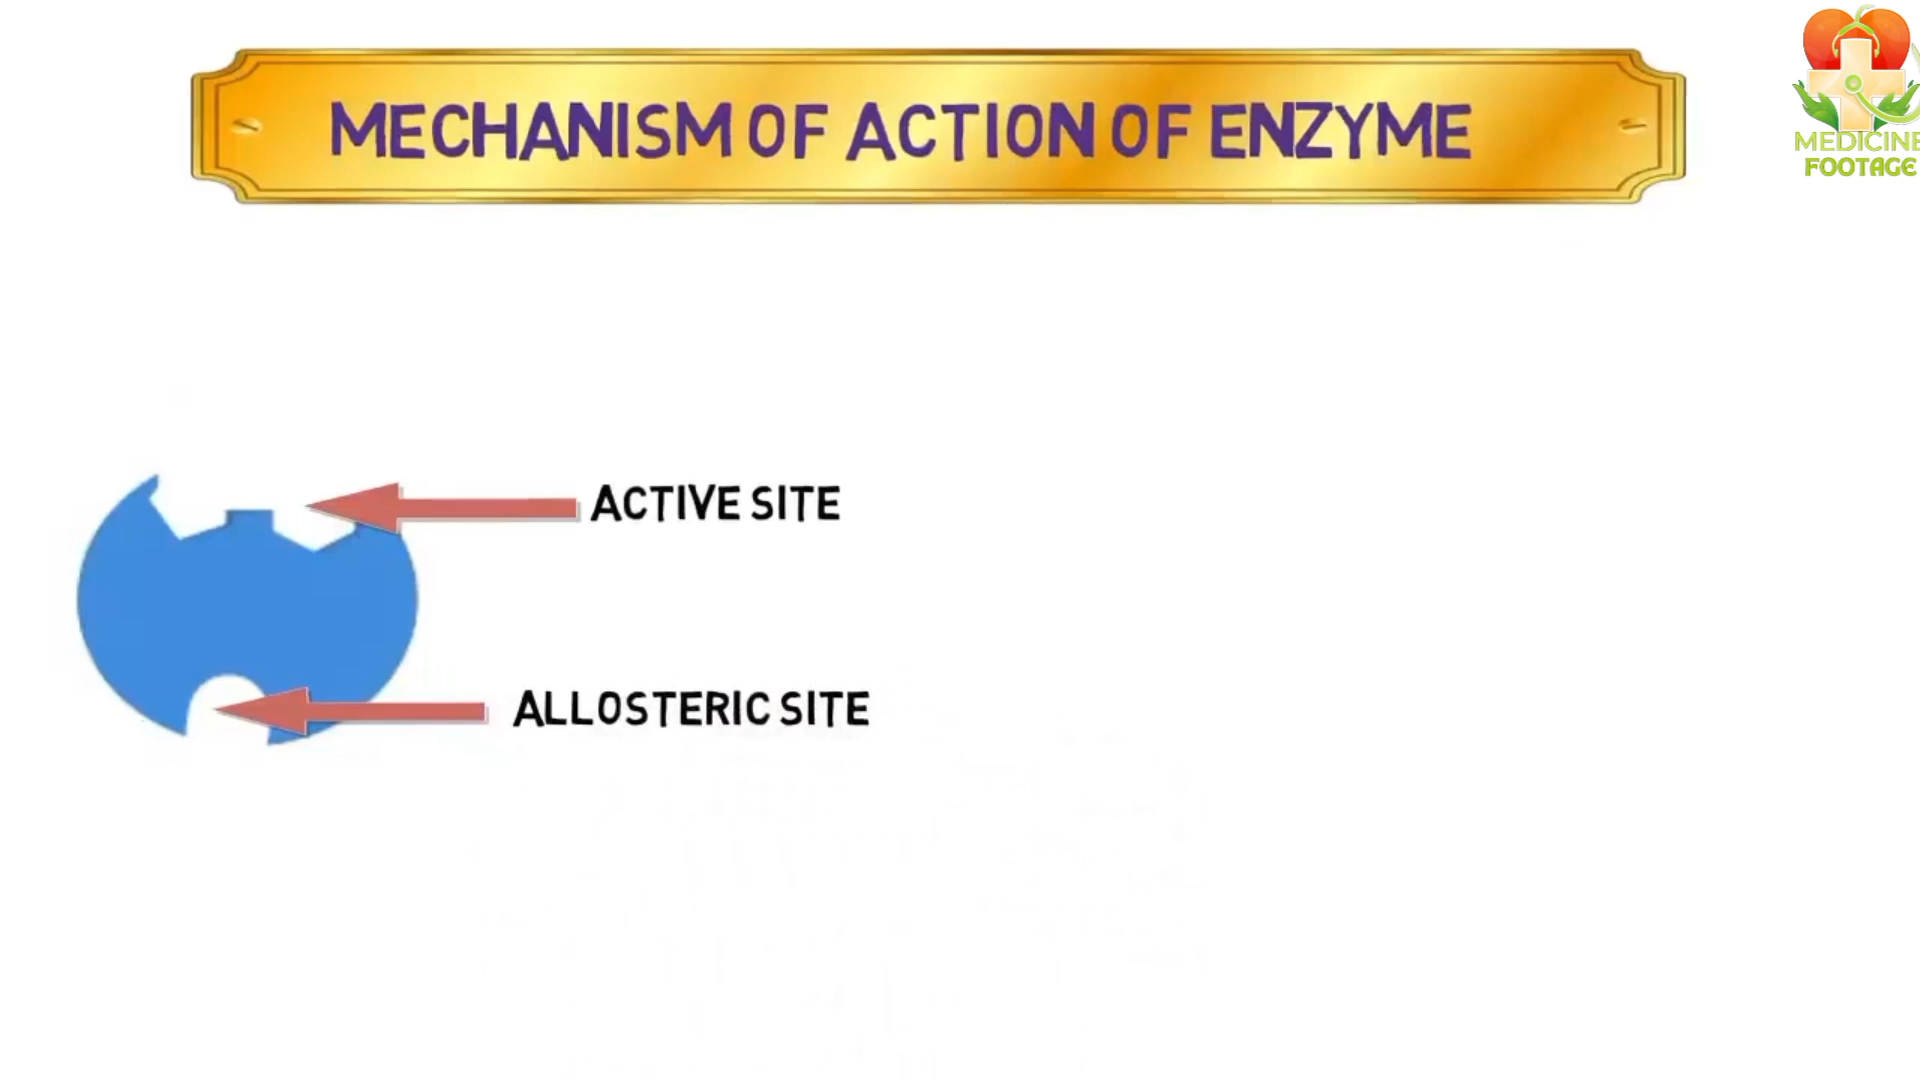 MECHANISM OF ACTION OF ENZYME
MEDICINE
FOOTAGE
ACTIVE SITE
ALLOSTERIC SITE